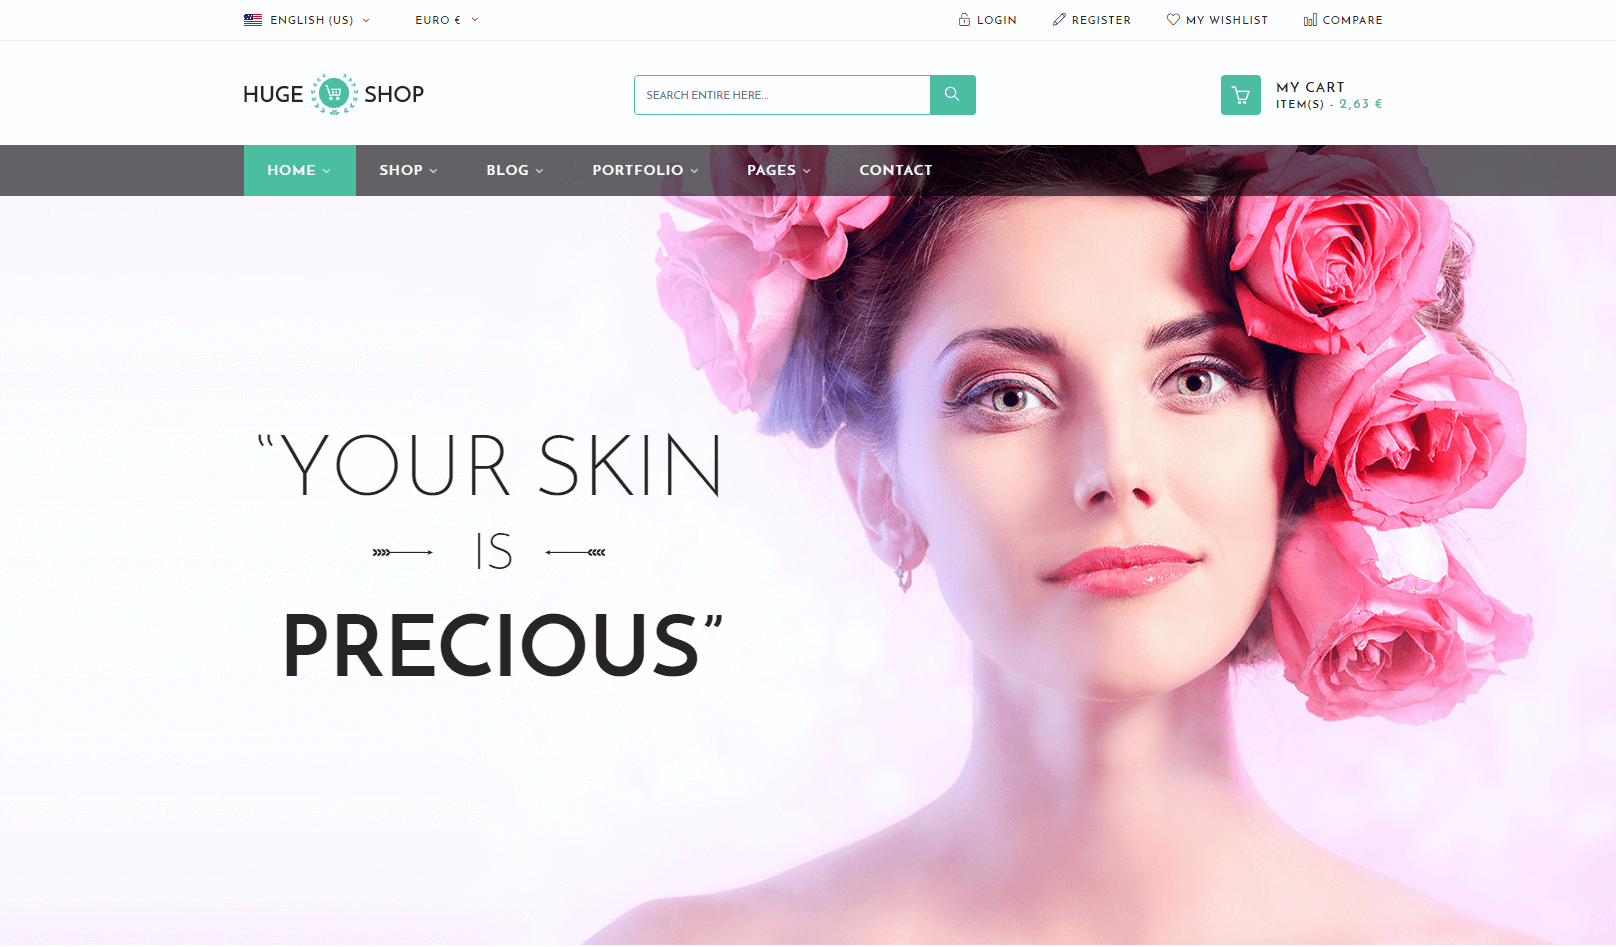 ENGLISH (US) EURO € LOGIN REGISTER MY WISHLIST COMPARE
HUGE SHOP
SEARCH ENTIRE HERE...
MY CART
ITEM(S) - 2,63 €
HOME SHOP BLOG PORTFOLIO PAGES CONTACT
“YOUR SKIN
IS
PRECIOUS”